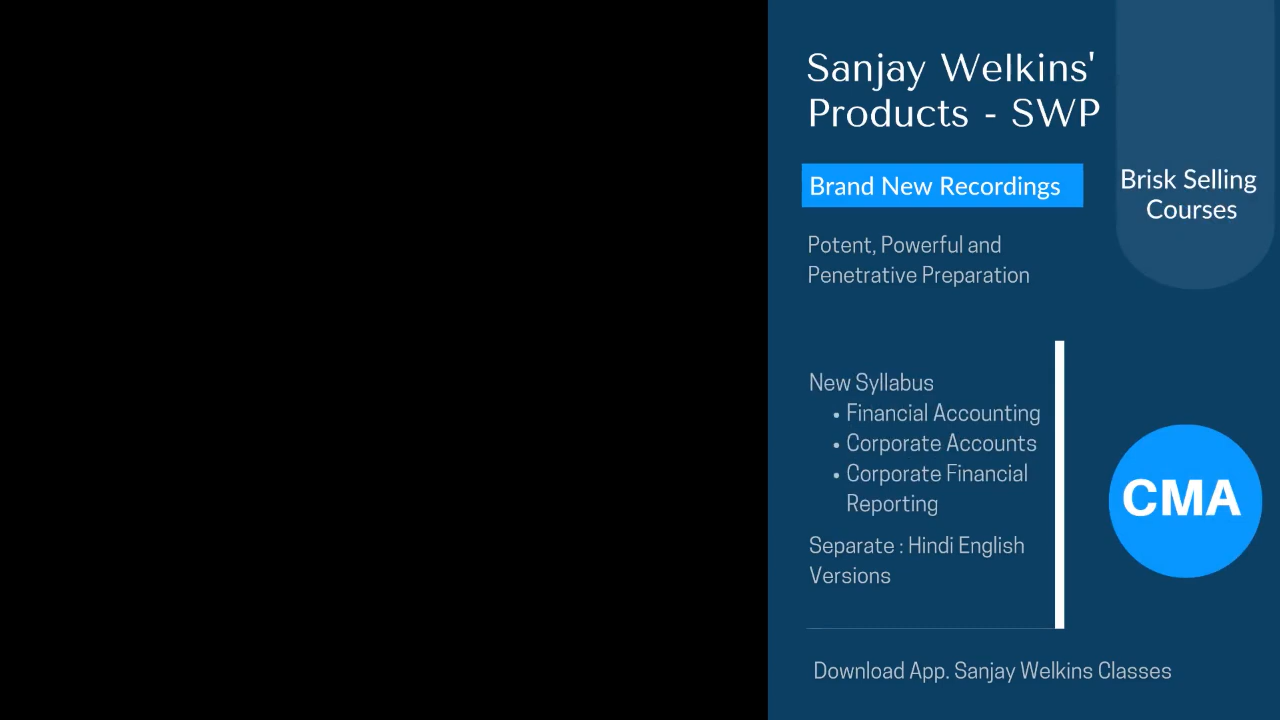 Sanjay Welkins'
Products - SWP
Brand New Recordings
Brisk Selling
Courses
Potent, Powerful and
Penetrative Preparation
New Syllabus
• Financial Accounting
• Corporate Accounts
• Corporate Financial
Reporting
CMA
Separate : Hindi English
Versions
Download App. Sanjay Welkins Classes